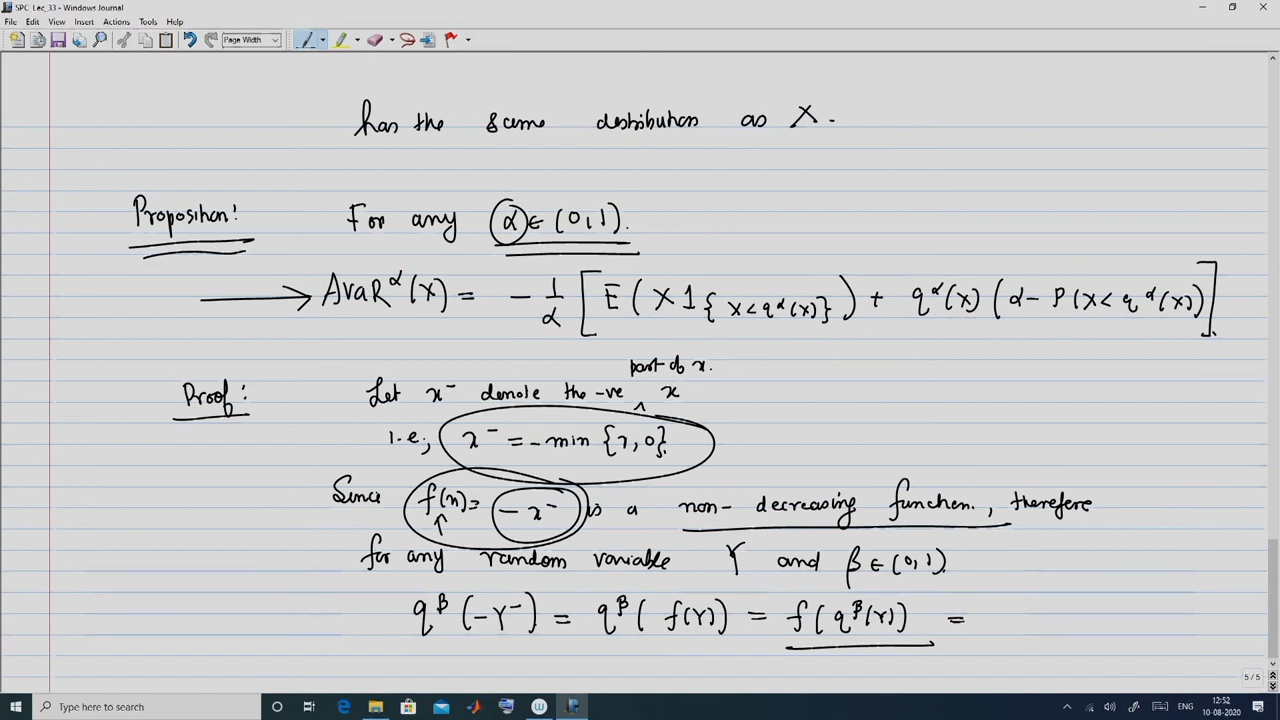 SPC_Lec_33 - Windows Journal
File Edit View Insert Actions Tools Help
Page Width
has the same distribution as X.
Proposition: For any α ∈ (0,1).
AVaR^α(X) = - 1/α [ E( X 1_{X < q^α(X)} ) + q^α(X) (α - P(X < q^α(X)) ].
part of x.
Proof: Let x^- denote the -ve ^ x
i.e., x^- = - min {x, 0}.
Since f(x) = - x^- is a non-decreasing function, therefore
for any random variable Y and β ∈ (0,1).
q^β(-Y^-) = q^β( f(Y) ) = f( q^β(Y) ) =
5/5
Type here to search
ENG
12:52
10-08-2020